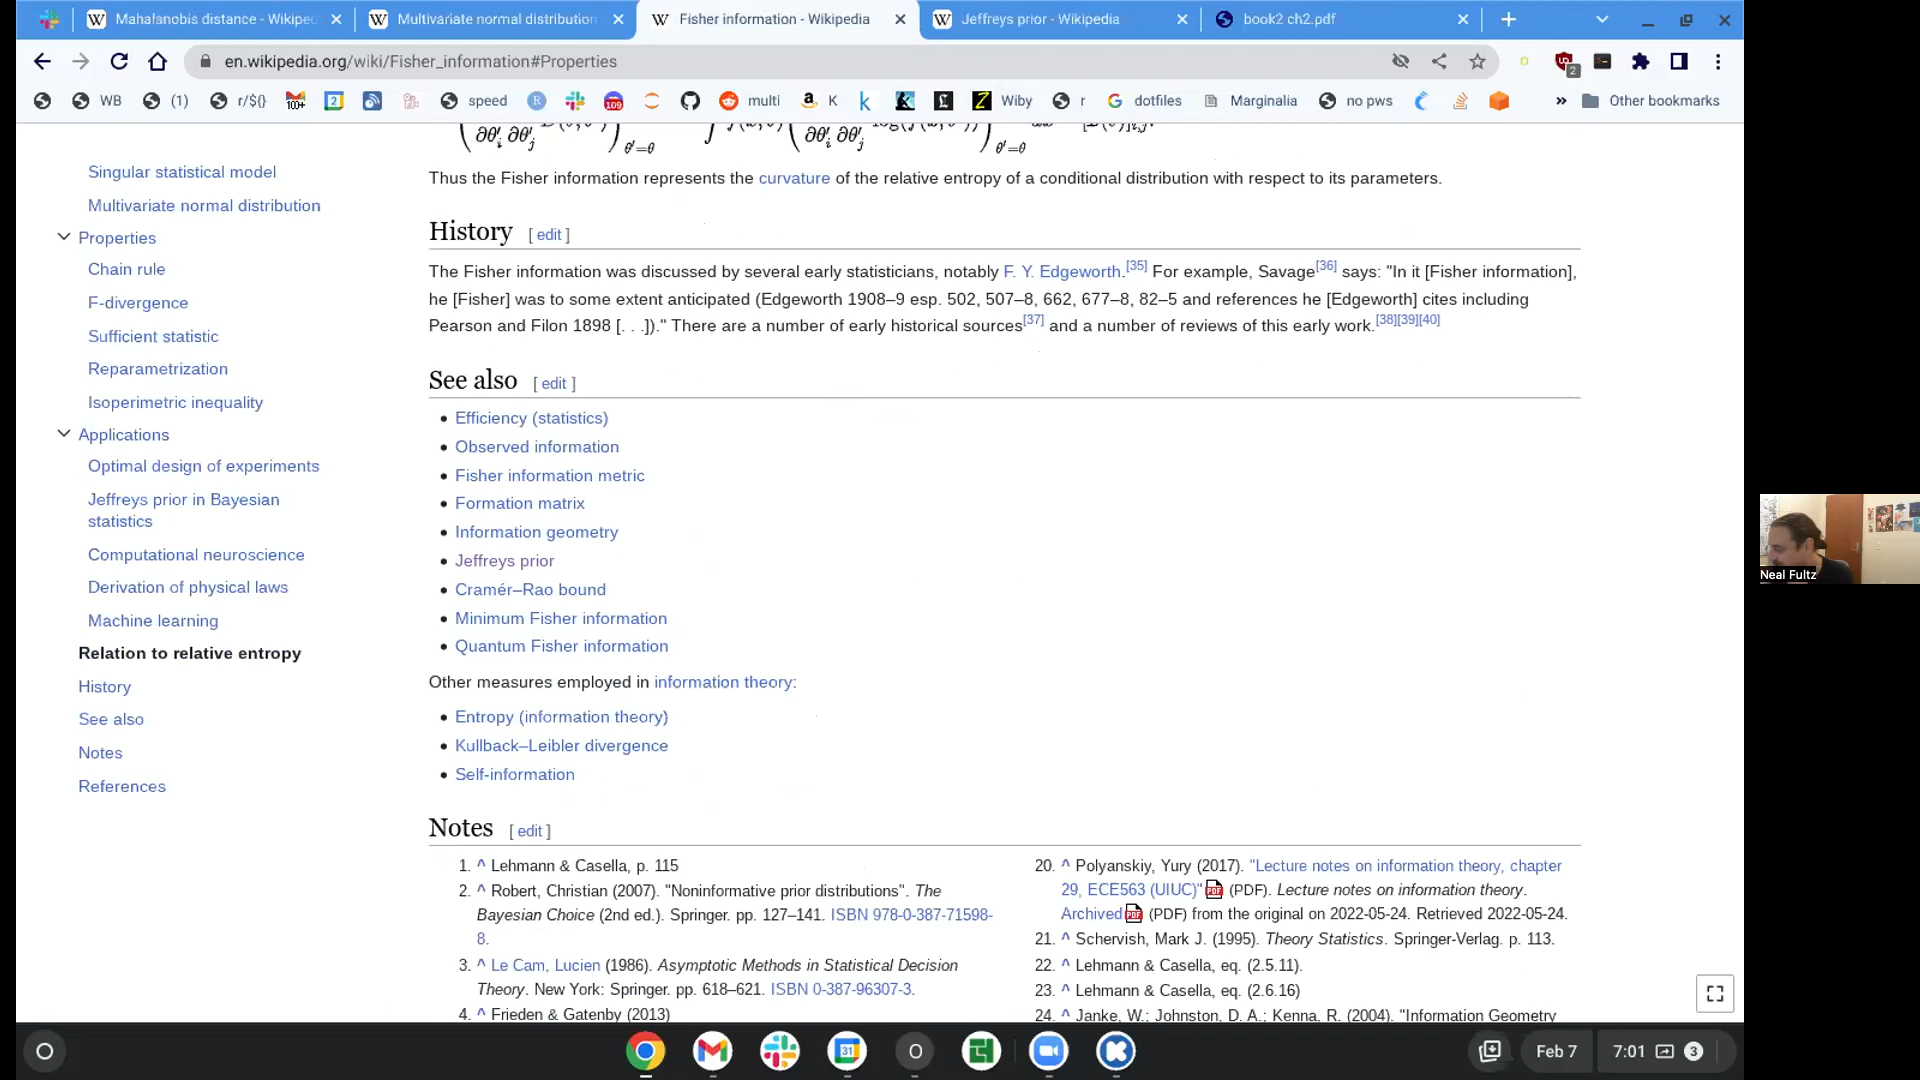 Mahalanobis distance - Wikiped
Multivariate normal distribution
Fisher information - Wikipedia
Jeffreys prior - Wikipedia
book2 ch2.pdf
en.wikipedia.org/wiki/Fisher_information#Properties
2
WB
(1)
r/${}
100+
2
speed
R
109
multi
a K
k
L
Z Wiby
r
G dotfiles
Marginalia
no pws
» Other bookmarks
∂θ′i ∂θ′j
θ′=θ
∂θ′i ∂θ′j
θ′=θ
Thus the Fisher information represents the curvature of the relative entropy of a conditional distribution with respect to its parameters.
History [ edit ]
The Fisher information was discussed by several early statisticians, notably F. Y. Edgeworth.[35] For example, Savage[36] says: "In it [Fisher information],
he [Fisher] was to some extent anticipated (Edgeworth 1908–9 esp. 502, 507–8, 662, 677–8, 82–5 and references he [Edgeworth] cites including
Pearson and Filon 1898 [. . .])." There are a number of early historical sources[37] and a number of reviews of this early work.[38][39][40]
See also [ edit ]
• Efficiency (statistics)
• Observed information
• Fisher information metric
• Formation matrix
• Information geometry
• Jeffreys prior
• Cramér–Rao bound
• Minimum Fisher information
• Quantum Fisher information
Other measures employed in information theory:
• Entropy (information theory)
• Kullback–Leibler divergence
• Self-information
Notes [ edit ]
1. ^ Lehmann & Casella, p. 115
2. ^ Robert, Christian (2007). "Noninformative prior distributions". The
Bayesian Choice (2nd ed.). Springer. pp. 127–141. ISBN 978-0-387-71598-
8.
3. ^ Le Cam, Lucien (1986). Asymptotic Methods in Statistical Decision
Theory. New York: Springer. pp. 618–621. ISBN 0-387-96307-3.
4. ^ Frieden & Gatenby (2013)
20. ^ Polyanskiy, Yury (2017). "Lecture notes on information theory, chapter
29, ECE563 (UIUC)" (PDF). Lecture notes on information theory.
Archived (PDF) from the original on 2022-05-24. Retrieved 2022-05-24.
21. ^ Schervish, Mark J. (1995). Theory Statistics. Springer-Verlag. p. 113.
22. ^ Lehmann & Casella, eq. (2.5.11).
23. ^ Lehmann & Casella, eq. (2.6.16)
24. ^ Janke, W.; Johnston, D. A.; Kenna, R. (2004). "Information Geometry
Singular statistical model
Multivariate normal distribution
Properties
Chain rule
F-divergence
Sufficient statistic
Reparametrization
Isoperimetric inequality
Applications
Optimal design of experiments
Jeffreys prior in Bayesian
statistics
Computational neuroscience
Derivation of physical laws
Machine learning
Relation to relative entropy
History
See also
Notes
References
Neal Fultz
31
O
Feb 7
7:01
3